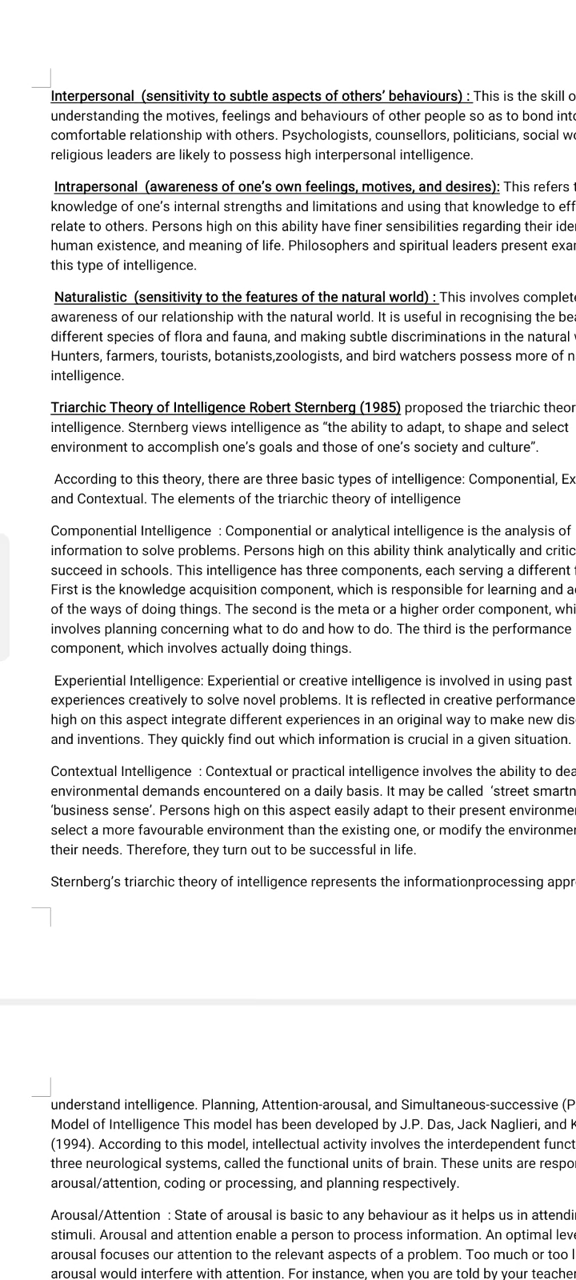 Interpersonal (sensitivity to subtle aspects of others' behaviours) : This is the skill o
understanding the motives, feelings and behaviours of other people so as to bond into
comfortable relationship with others. Psychologists, counsellors, politicians, social wo
religious leaders are likely to possess high interpersonal intelligence.
Intrapersonal (awareness of one's own feelings, motives, and desires): This refers t
knowledge of one's internal strengths and limitations and using that knowledge to eff
relate to others. Persons high on this ability have finer sensibilities regarding their ide
human existence, and meaning of life. Philosophers and spiritual leaders present exa
this type of intelligence.
Naturalistic (sensitivity to the features of the natural world) : This involves complete
awareness of our relationship with the natural world. It is useful in recognising the bea
different species of flora and fauna, and making subtle discriminations in the natural w
Hunters, farmers, tourists, botanists,zoologists, and bird watchers possess more of n
intelligence.
Triarchic Theory of Intelligence Robert Sternberg (1985) proposed the triarchic theor
intelligence. Sternberg views intelligence as “the ability to adapt, to shape and select
environment to accomplish one's goals and those of one's society and culture”.
According to this theory, there are three basic types of intelligence: Componential, Ex
and Contextual. The elements of the triarchic theory of intelligence
Componential Intelligence : Componential or analytical intelligence is the analysis of
information to solve problems. Persons high on this ability think analytically and critic
succeed in schools. This intelligence has three components, each serving a different f
First is the knowledge acquisition component, which is responsible for learning and a
of the ways of doing things. The second is the meta or a higher order component, whi
involves planning concerning what to do and how to do. The third is the performance
component, which involves actually doing things.
Experiential Intelligence: Experiential or creative intelligence is involved in using past
experiences creatively to solve novel problems. It is reflected in creative performance
high on this aspect integrate different experiences in an original way to make new dis
and inventions. They quickly find out which information is crucial in a given situation.
Contextual Intelligence : Contextual or practical intelligence involves the ability to dea
environmental demands encountered on a daily basis. It may be called ‘street smartn
‘business sense’. Persons high on this aspect easily adapt to their present environme
select a more favourable environment than the existing one, or modify the environme
their needs. Therefore, they turn out to be successful in life.
Sternberg's triarchic theory of intelligence represents the informationprocessing appr
understand intelligence. Planning, Attention-arousal, and Simultaneous-successive (P
Model of Intelligence This model has been developed by J.P. Das, Jack Naglieri, and K
(1994). According to this model, intellectual activity involves the interdependent funct
three neurological systems, called the functional units of brain. These units are respo
arousal/attention, coding or processing, and planning respectively.
Arousal/Attention : State of arousal is basic to any behaviour as it helps us in attendi
stimuli. Arousal and attention enable a person to process information. An optimal leve
arousal focuses our attention to the relevant aspects of a problem. Too much or too l
arousal would interfere with attention. For instance, when you are told by your teache